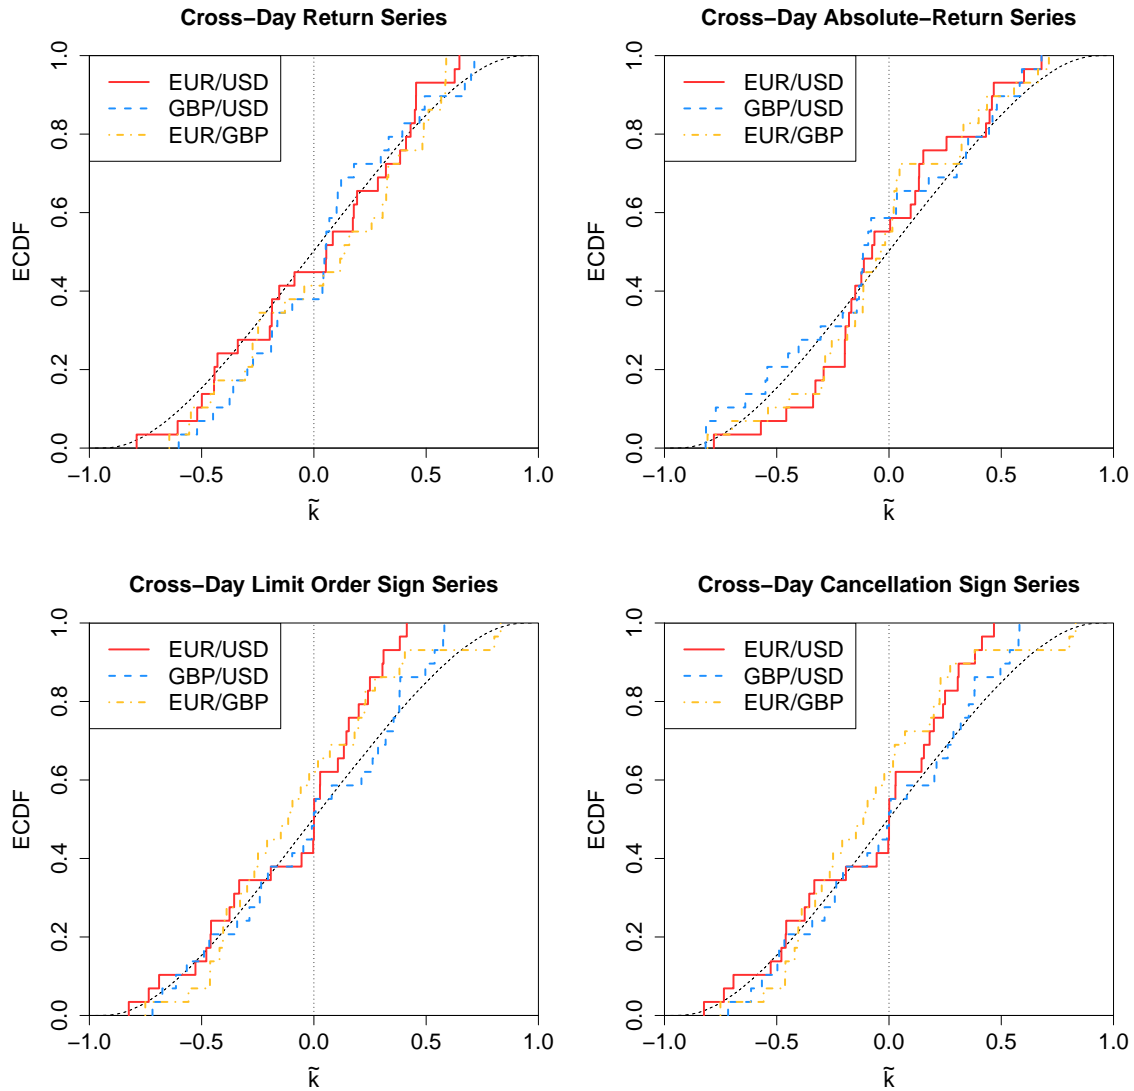 Cross−Day Return Series
ECDF
1.0
0.8
0.6
0.4
0.2
0.0
EUR/USD
GBP/USD
EUR/GBP
−1.0 −0.5 0.0 0.5 1.0
k̃
Cross−Day Absolute−Return Series
ECDF
1.0
0.8
0.6
0.4
0.2
0.0
EUR/USD
GBP/USD
EUR/GBP
−1.0 −0.5 0.0 0.5 1.0
k̃
Cross−Day Limit Order Sign Series
ECDF
1.0
0.8
0.6
0.4
0.2
0.0
EUR/USD
GBP/USD
EUR/GBP
−1.0 −0.5 0.0 0.5 1.0
k̃
Cross−Day Cancellation Sign Series
ECDF
1.0
0.8
0.6
0.4
0.2
0.0
EUR/USD
GBP/USD
EUR/GBP
−1.0 −0.5 0.0 0.5 1.0
k̃